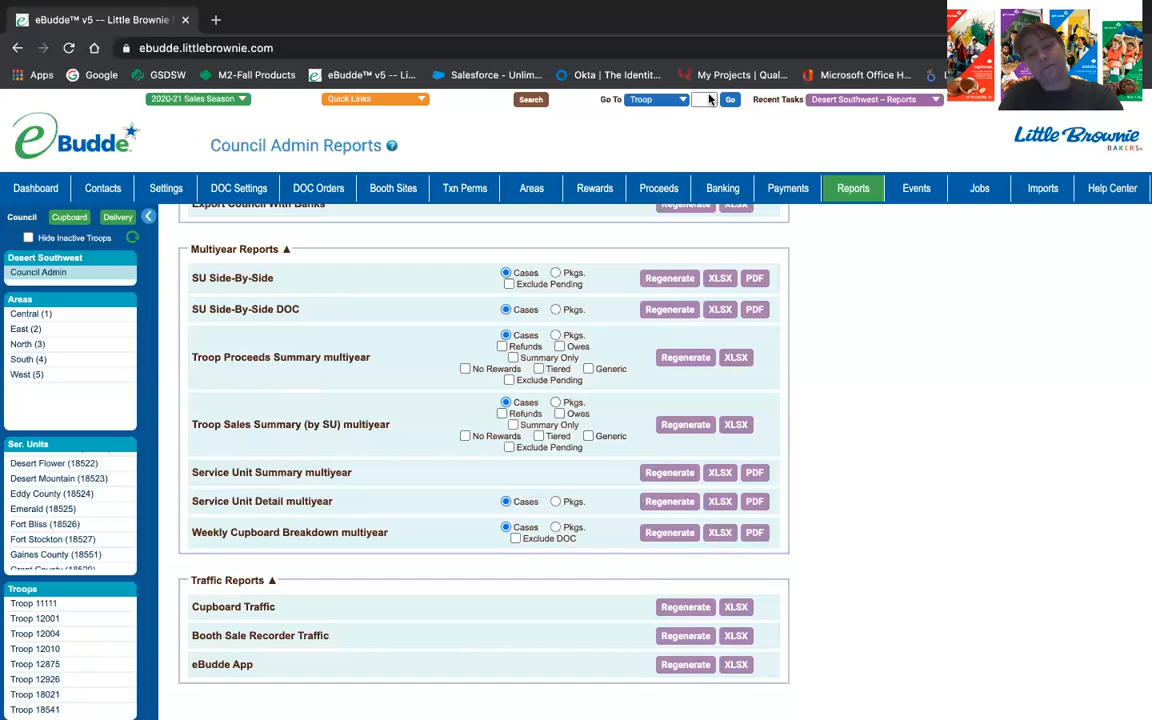 eBudde™ v5 -- Little Brownie
ebudde.littlebrownie.com
Apps Google GSDSW M2-Fall Products eBudde™ v5 -- Li... Salesforce - Unlim... Okta | The Identit... My Projects | Qual... Microsoft Office H...
2020-21 Sales Season Quick Links Search Go To Troop Go Recent Tasks Desert Southwest -- Reports
eBudde
Council Admin Reports ?
Little Brownie
BAKERS
Dashboard Contacts Settings DOC Settings DOC Orders Booth Sites Txn Perms Areas Rewards Proceeds Banking Payments Reports Events Jobs Imports Help Center
Council Cupboard Delivery
Hide Inactive Troops
Desert Southwest
Council Admin
Areas
Central (1)
East (2)
North (3)
South (4)
West (5)
Ser. Units
Desert Flower (18522)
Desert Mountain (18523)
Eddy County (18524)
Emerald (18525)
Fort Bliss (18526)
Fort Stockton (18527)
Gaines County (18551)
Troops
Troop 11111
Troop 12001
Troop 12004
Troop 12010
Troop 12875
Troop 12926
Troop 18021
Troop 18541
Export Council With Banks Regenerate XLSX
Multiyear Reports ▲
SU Side-By-Side Cases Pkgs. Regenerate XLSX PDF
Exclude Pending
SU Side-By-Side DOC Cases Pkgs. Regenerate XLSX PDF
Cases Pkgs.
Refunds Owes
Troop Proceeds Summary multiyear Summary Only Regenerate XLSX
No Rewards Tiered Generic
Exclude Pending
Cases Pkgs.
Refunds Owes
Troop Sales Summary (by SU) multiyear Summary Only Regenerate XLSX
No Rewards Tiered Generic
Exclude Pending
Service Unit Summary multiyear Regenerate XLSX PDF
Service Unit Detail multiyear Cases Pkgs. Regenerate XLSX PDF
Weekly Cupboard Breakdown multiyear Cases Pkgs. Regenerate XLSX PDF
Exclude DOC
Traffic Reports ▲
Cupboard Traffic Regenerate XLSX
Booth Sale Recorder Traffic Regenerate XLSX
eBudde App Regenerate XLSX